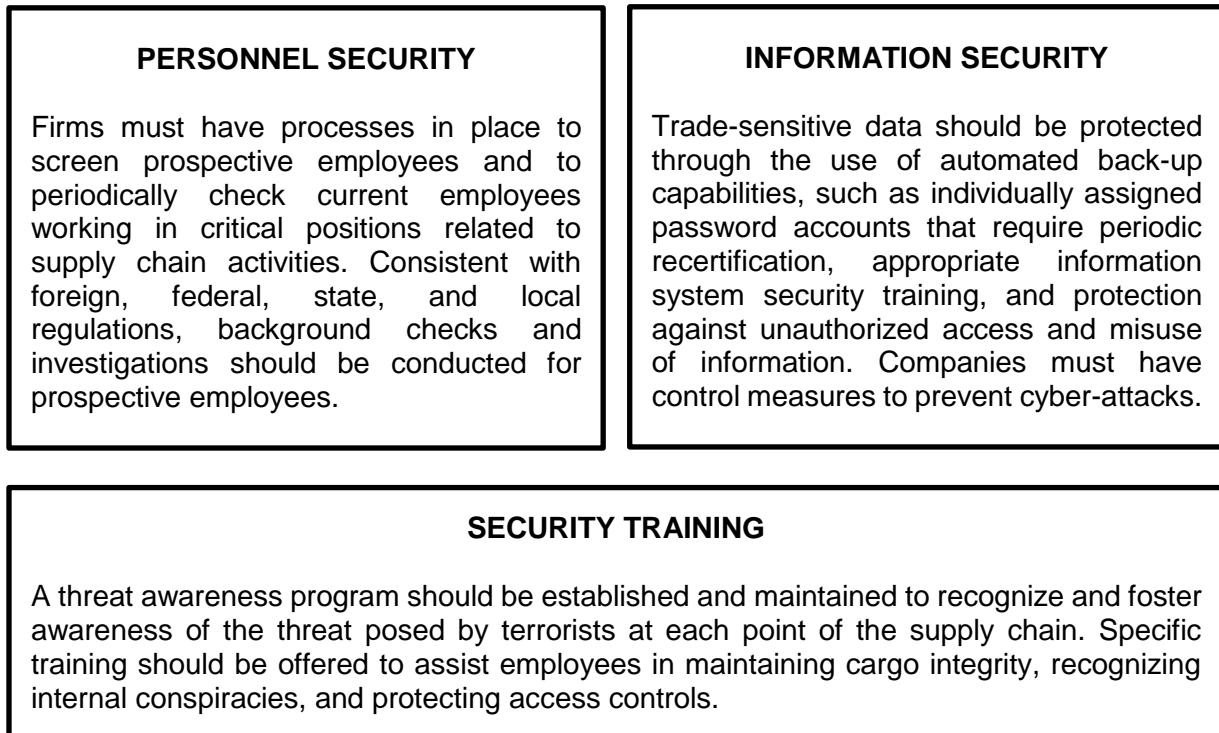 PERSONNEL SECURITY
Firms must have processes in place to
screen prospective employees and to
periodically check current employees
working in critical positions related to
supply chain activities. Consistent with
foreign, federal, state, and local
regulations, background checks and
investigations should be conducted for
prospective employees.
INFORMATION SECURITY
Trade-sensitive data should be protected
through the use of automated back-up
capabilities, such as individually assigned
password accounts that require periodic
recertification, appropriate information
system security training, and protection
against unauthorized access and misuse
of information. Companies must have
control measures to prevent cyber-attacks.
SECURITY TRAINING
A threat awareness program should be established and maintained to recognize and foster
awareness of the threat posed by terrorists at each point of the supply chain. Specific
training should be offered to assist employees in maintaining cargo integrity, recognizing
internal conspiracies, and protecting access controls.